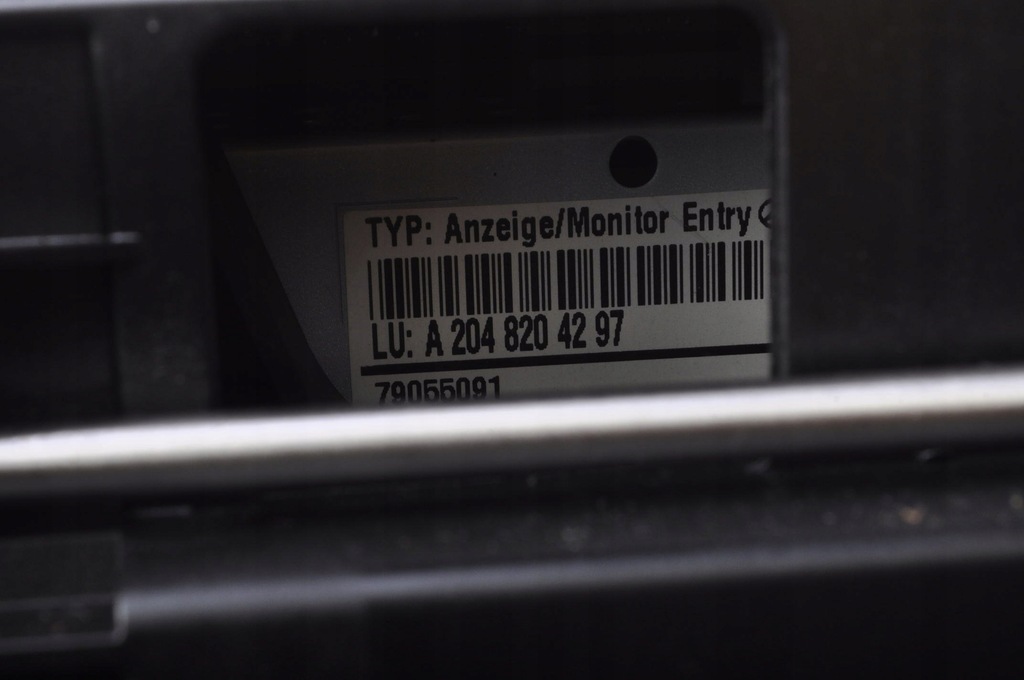 TYP: Anzeige/Monitor Entry
LU: A 204 820 42 97
79055091